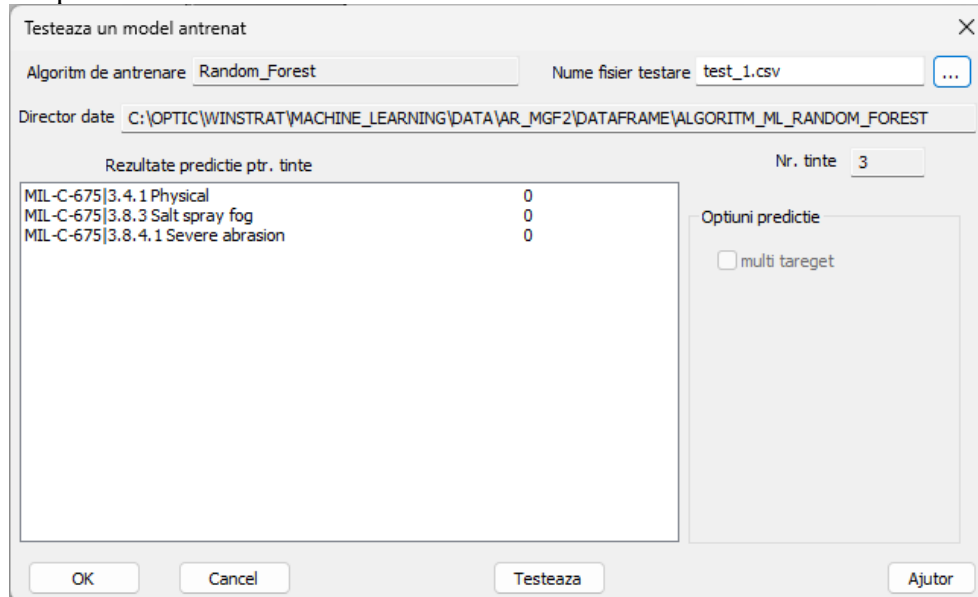 Testeaza un model antrenat
Algoritm de antrenare Random_Forest Nume fisier testare test_1.csv ...
Director date C:\OPTIC\WINSTRAT\MACHINE_LEARNING\DATA\AR_MGF2\DATAFRAME\ALGORITM_ML_RANDOM_FOREST
Rezultate predictie ptr. tinte Nr. tinte 3
MIL-C-675|3.4.1 Physical 0
MIL-C-675|3.8.3 Salt spray fog 0
MIL-C-675|3.8.4.1 Severe abrasion 0
Optiuni predictie
multi tareget
OK Cancel Testeaza Ajutor